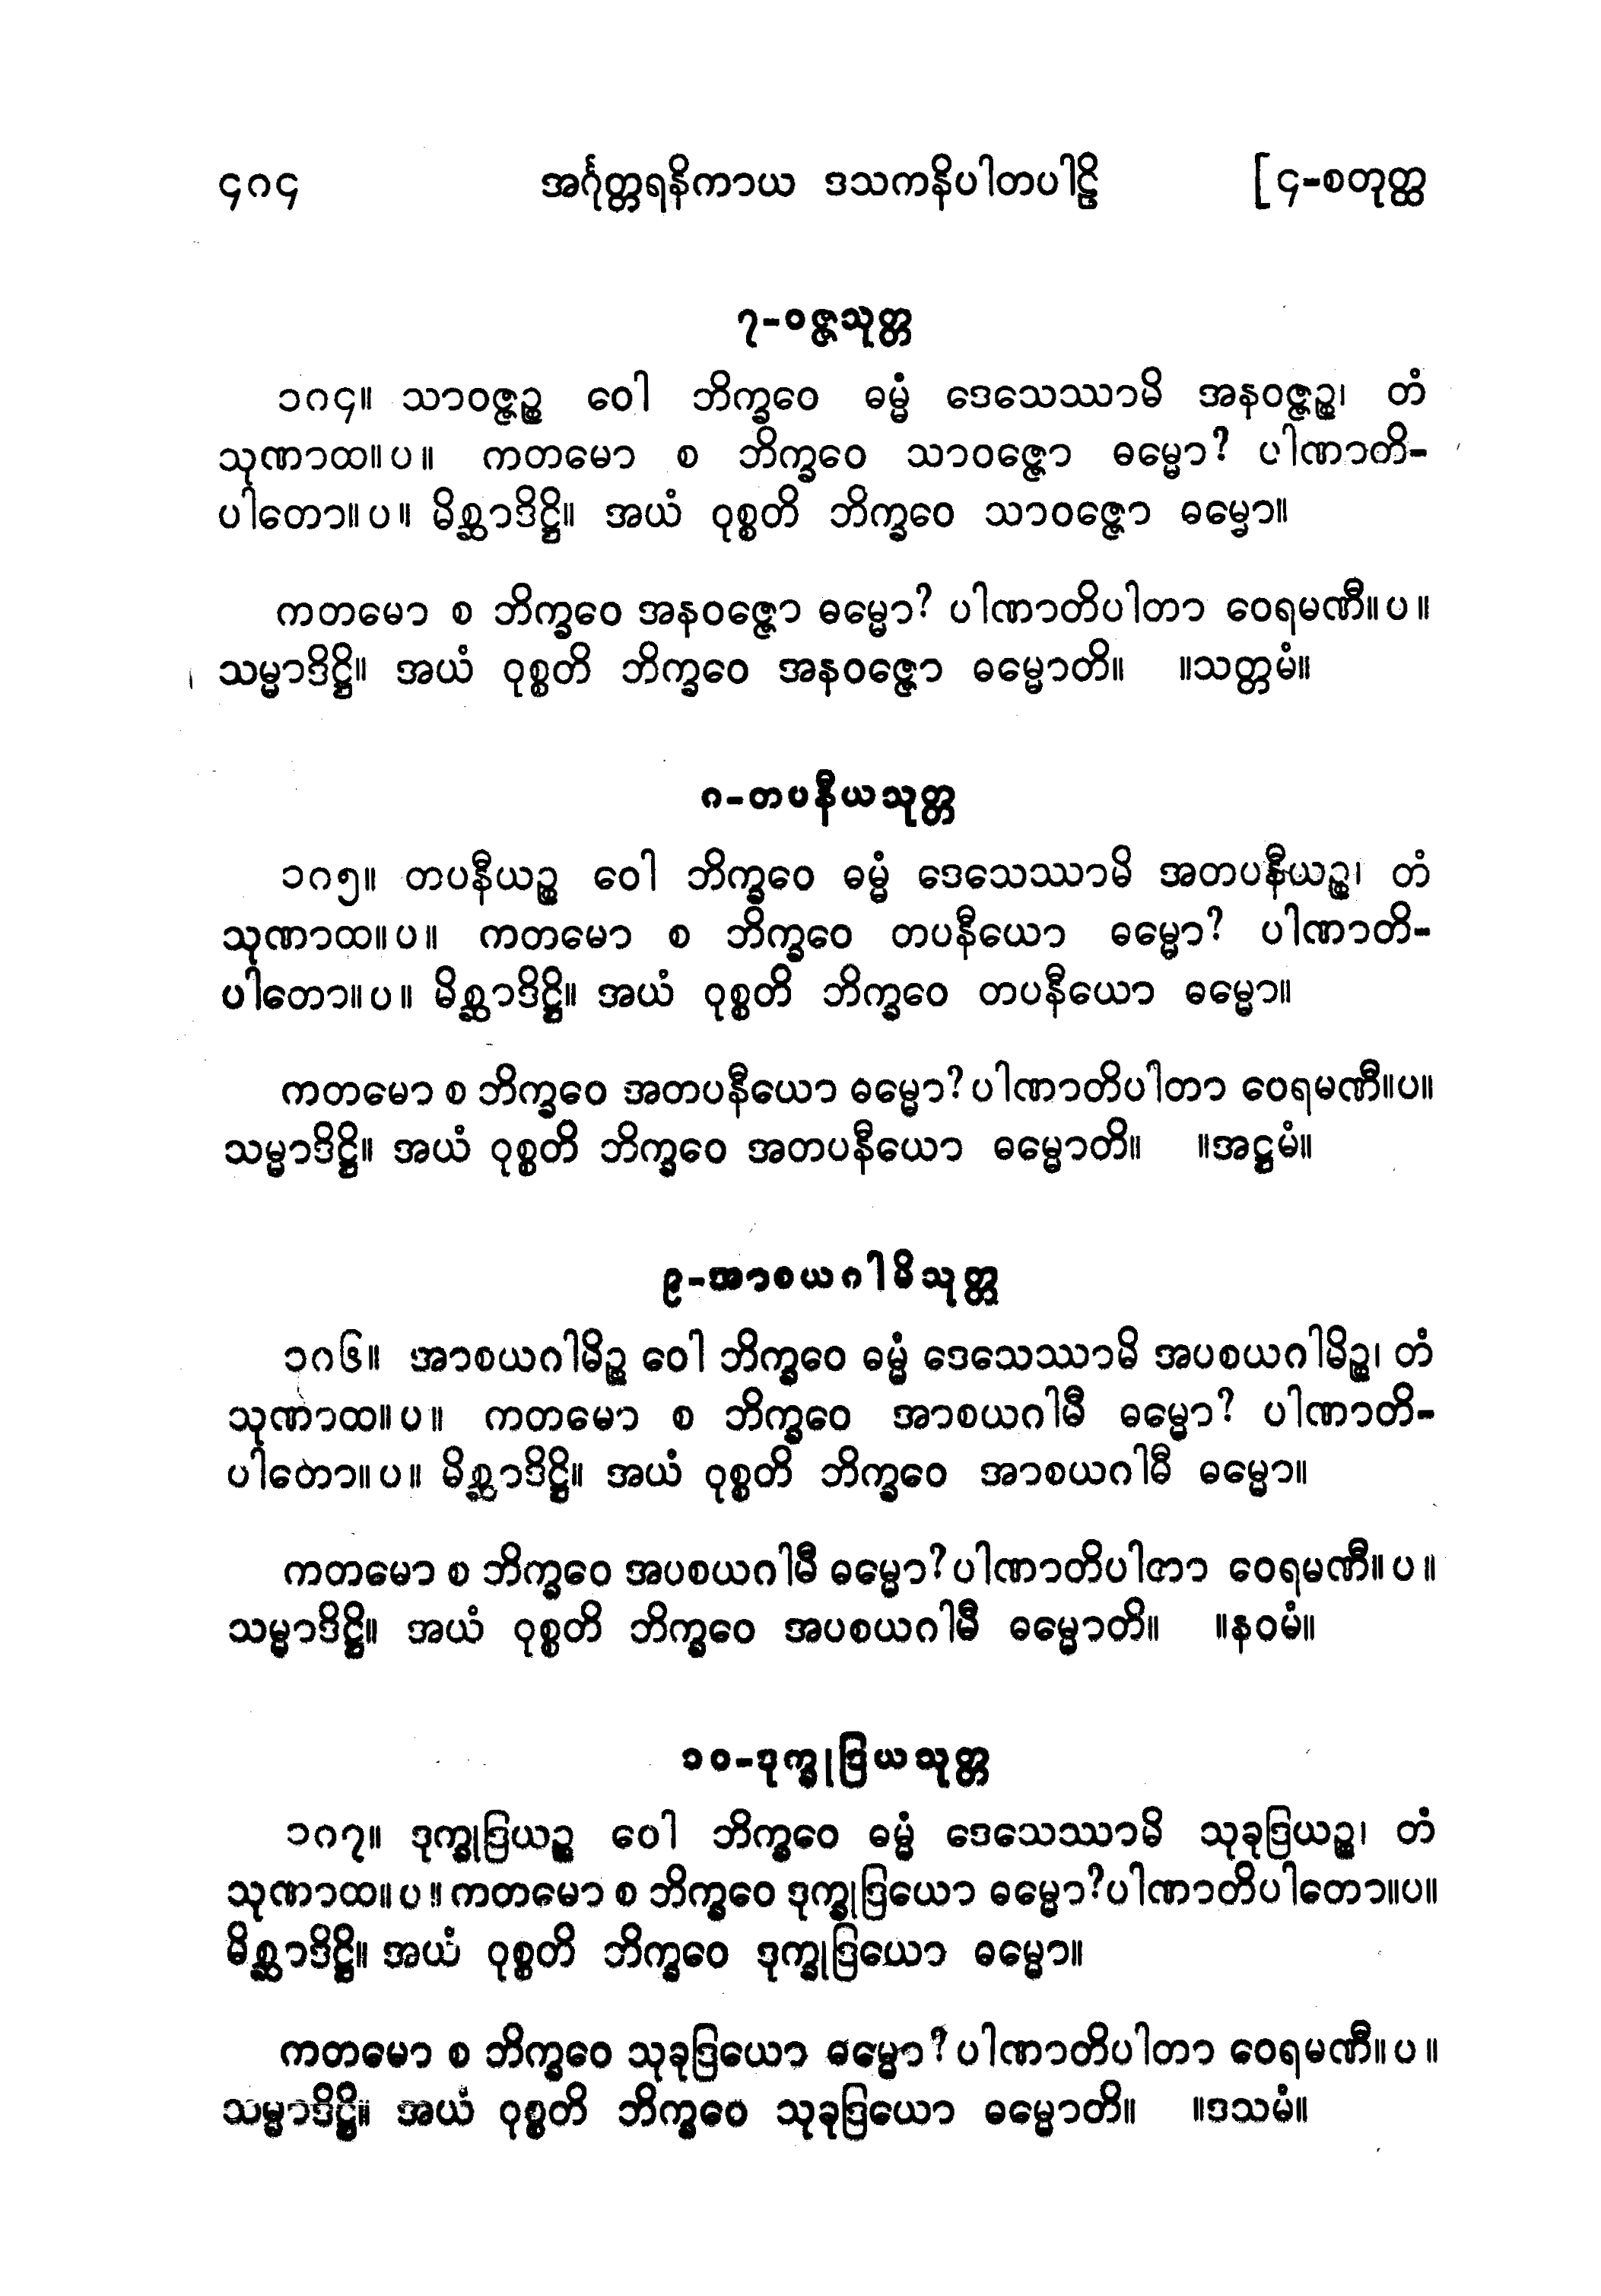 ၄၈၄ အင်္ဂုတ္တရနိကာယ ဒသကနိပါတပါဠိ [၄-စတုတ္ထ
၇-ဝဇ္ဇသုတ္တ
၁၈၄။ သာဝဇ္ဇဉ္စ ဝေါ ဘိက္ခဝေ ဓမ္မံ ဒေသေဿာမိ အနဝဇ္ဇဉ္စ၊ တံ
သုဏာထ။ပ။ ကတမော စ ဘိက္ခဝေ သာဝဇ္ဇော ဓမ္မော? ပါဏာတိ-
ပါတော။ပ။ မိစ္ဆာဒိဋ္ဌိ။ အယံ ဝုစ္စတိ ဘိက္ခဝေ သာဝဇ္ဇော ဓမ္မော။
ကတမော စ ဘိက္ခဝေ အနဝဇ္ဇော ဓမ္မော? ပါဏာတိပါတာ ဝေရမဏီ။ပ။
သမ္မာဒိဋ္ဌိ။ အယံ ဝုစ္စတိ ဘိက္ခဝေ အနဝဇ္ဇော ဓမ္မောတိ။ ။သတ္တမံ။
၈-တပနီယသုတ္တ
၁၈၅။ တပနီယဉ္စ ဝေါ ဘိက္ခဝေ ဓမ္မံ ဒေသေဿာမိ အတပနီယဉ္စ၊ တံ
သုဏာထ။ပ။ ကတမော စ ဘိက္ခဝေ တပနီယော ဓမ္မော? ပါဏာတိ-
ပါတော။ပ။ မိစ္ဆာဒိဋ္ဌိ။ အယံ ဝုစ္စတိ ဘိက္ခဝေ တပနီယော ဓမ္မော။
ကတမော စ ဘိက္ခဝေ အတပနီယော ဓမ္မော? ပါဏာတိပါတာ ဝေရမဏီ။ပ။
သမ္မာဒိဋ္ဌိ။ အယံ ဝုစ္စတိ ဘိက္ခဝေ အတပနီယော ဓမ္မောတိ။ ။အဋ္ဌမံ။
၉-အာစယဂါမိသုတ္တ
၁၈၆။ အာစယဂါမိဉ္စ ဝေါ ဘိက္ခဝေ ဓမ္မံ ဒေသေဿာမိ အပစယဂါမိဉ္စ၊ တံ
သုဏာထ။ပ။ ကတမော စ ဘိက္ခဝေ အာစယဂါမီ ဓမ္မော? ပါဏာတိ-
ပါတော။ပ။ မိစ္ဆာဒိဋ္ဌိ။ အယံ ဝုစ္စတိ ဘိက္ခဝေ အာစယဂါမီ ဓမ္မော။
ကတမော စ ဘိက္ခဝေ အပစယဂါမီ ဓမ္မော? ပါဏာတိပါတာ ဝေရမဏီ။ပ။
သမ္မာဒိဋ္ဌိ။ အယံ ဝုစ္စတိ ဘိက္ခဝေ အပစယဂါမီ ဓမ္မောတိ။ ။နဝမံ။
၁၀-ဒုက္ခုဒြယသုတ္တ
၁၈၇။ ဒုက္ခုဒြယဉ္စ ဝေါ ဘိက္ခဝေ ဓမ္မံ ဒေသေဿာမိ သုခုဒြယဉ္စ၊ တံ
သုဏာထ။ပ။ ကတမော စ ဘိက္ခဝေ ဒုက္ခုဒြယော ဓမ္မော? ပါဏာတိပါတော။ပ။
မိစ္ဆာဒိဋ္ဌိ။ အယံ ဝုစ္စတိ ဘိက္ခဝေ ဒုက္ခုဒြယော ဓမ္မော။
ကတမော စ ဘိက္ခဝေ သုခုဒြယော ဓမ္မော? ပါဏာတိပါတာ ဝေရမဏီ။ပ။
သမ္မာဒိဋ္ဌိ။ အယံ ဝုစ္စတိ ဘိက္ခဝေ သုခုဒြယော ဓမ္မောတိ။ ။ဒသမံ။